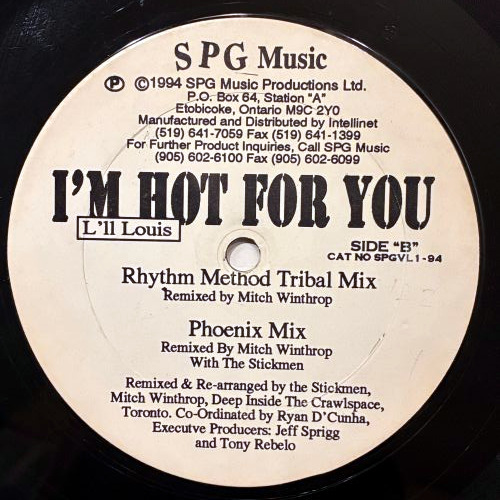 SPG Music
℗ ©1994 SPG Music Productions Ltd.
P.O. Box 64, Station "A"
Etobicoke, Ontario M9C 2Y0
Manufactured and Distributed by Intellinet
(519) 641-7059 Fax (519) 641-1399
For Further Product Inquiries, Call SPG Music
(905) 602-6100 Fax (905) 602-6099
I'M HOT FOR YOU
L'll Louis
SIDE "B"
CAT NO SPGVL1-94
Rhythm Method Tribal Mix
Remixed by Mitch Winthrop
Phoenix Mix
Remixed By Mitch Winthrop
With The Stickmen
Remixed & Re-arranged by the Stickmen,
Mitch Winthrop, Deep Inside The Crawlspace,
Toronto. Co-Ordinated by Ryan D'Cunha,
Executve Producers: Jeff Sprigg
and Tony Rebelo